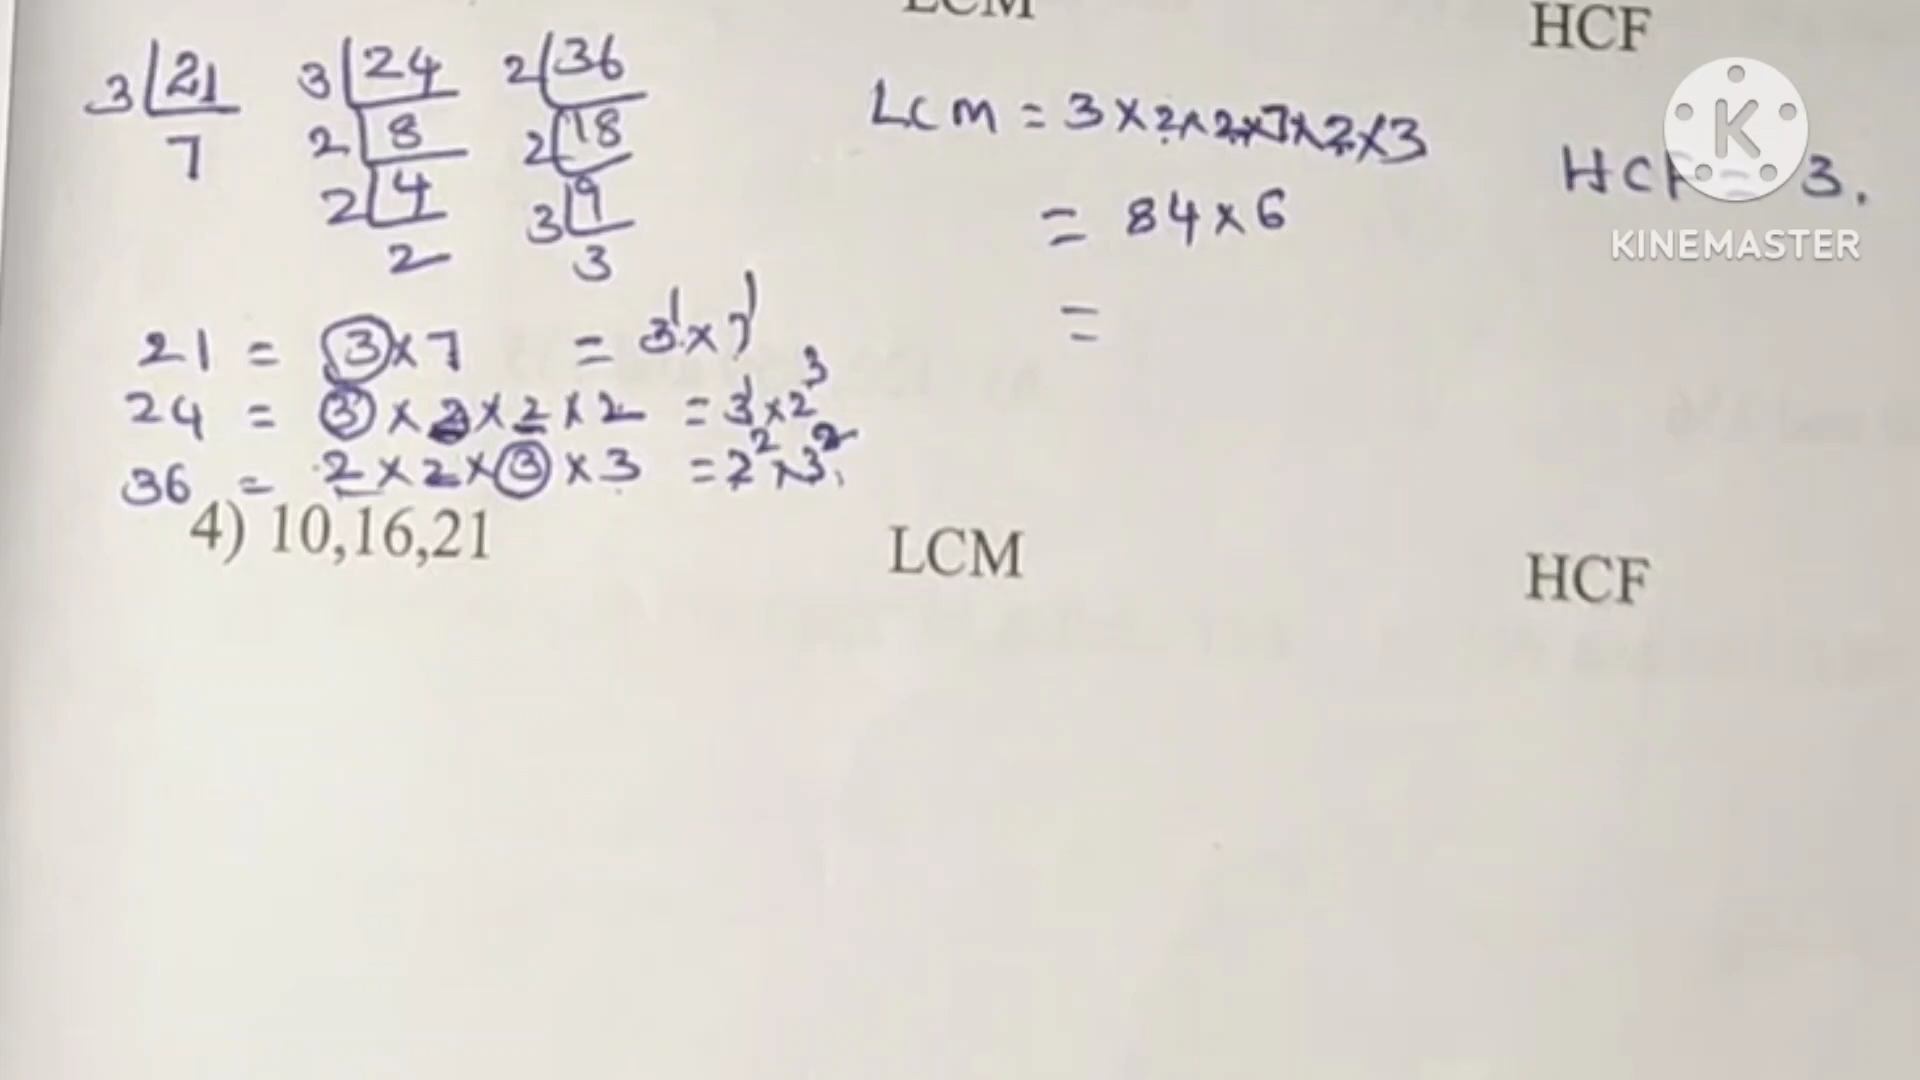 LCM
HCF
3 21 3 24 2 36
7 2 8 2 18
2 4 3 9
2 3
LCM = 3 × 2 × 2 × 7 × 2 × 3
= 84 × 6
=
HCF = 3.
K
KINEMASTER
21 = 3 × 7 = 3¹ × 7¹
24 = 3 × 2 × 2 × 2 = 3¹ × 2³
36 = 2 × 2 × 3 × 3 = 2² × 3²
4) 10,16,21
LCM
HCF